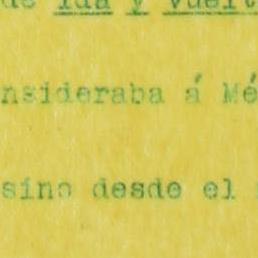 de ida y vuelt
nsideraba á Mé
sino desde el